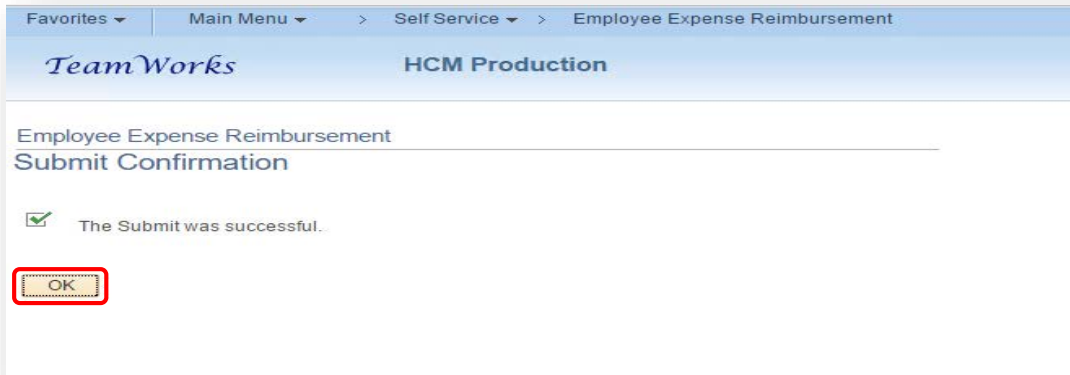 Favorites Main Menu > Self Service > Employee Expense Reimbursement
TeamWorks HCM Production
Employee Expense Reimbursement
Submit Confirmation
The Submit was successful.
OK